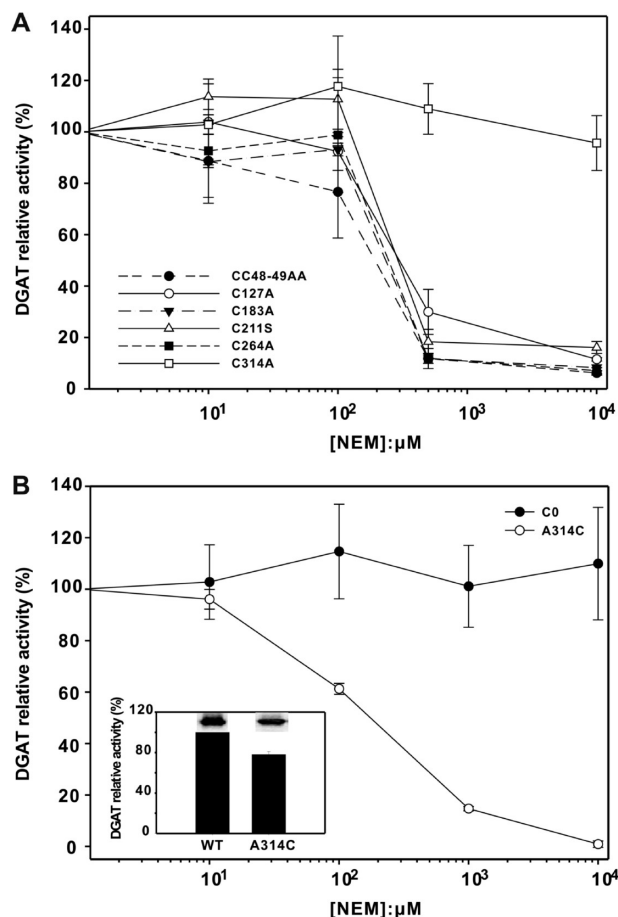 A
140
120
100
80
60
40
20
0
DGAT relative activity (%)
CC48-49AA
C127A
C183A
C211S
C264A
C314A
10¹ 10² 10³ 10⁴
[NEM]:µM
B
140
120
100
80
60
40
20
0
DGAT relative activity (%)
C0
A314C
120
80
40
0
DGAT relative activity (%)
WT A314C
10¹ 10² 10³ 10⁴
[NEM]:µM